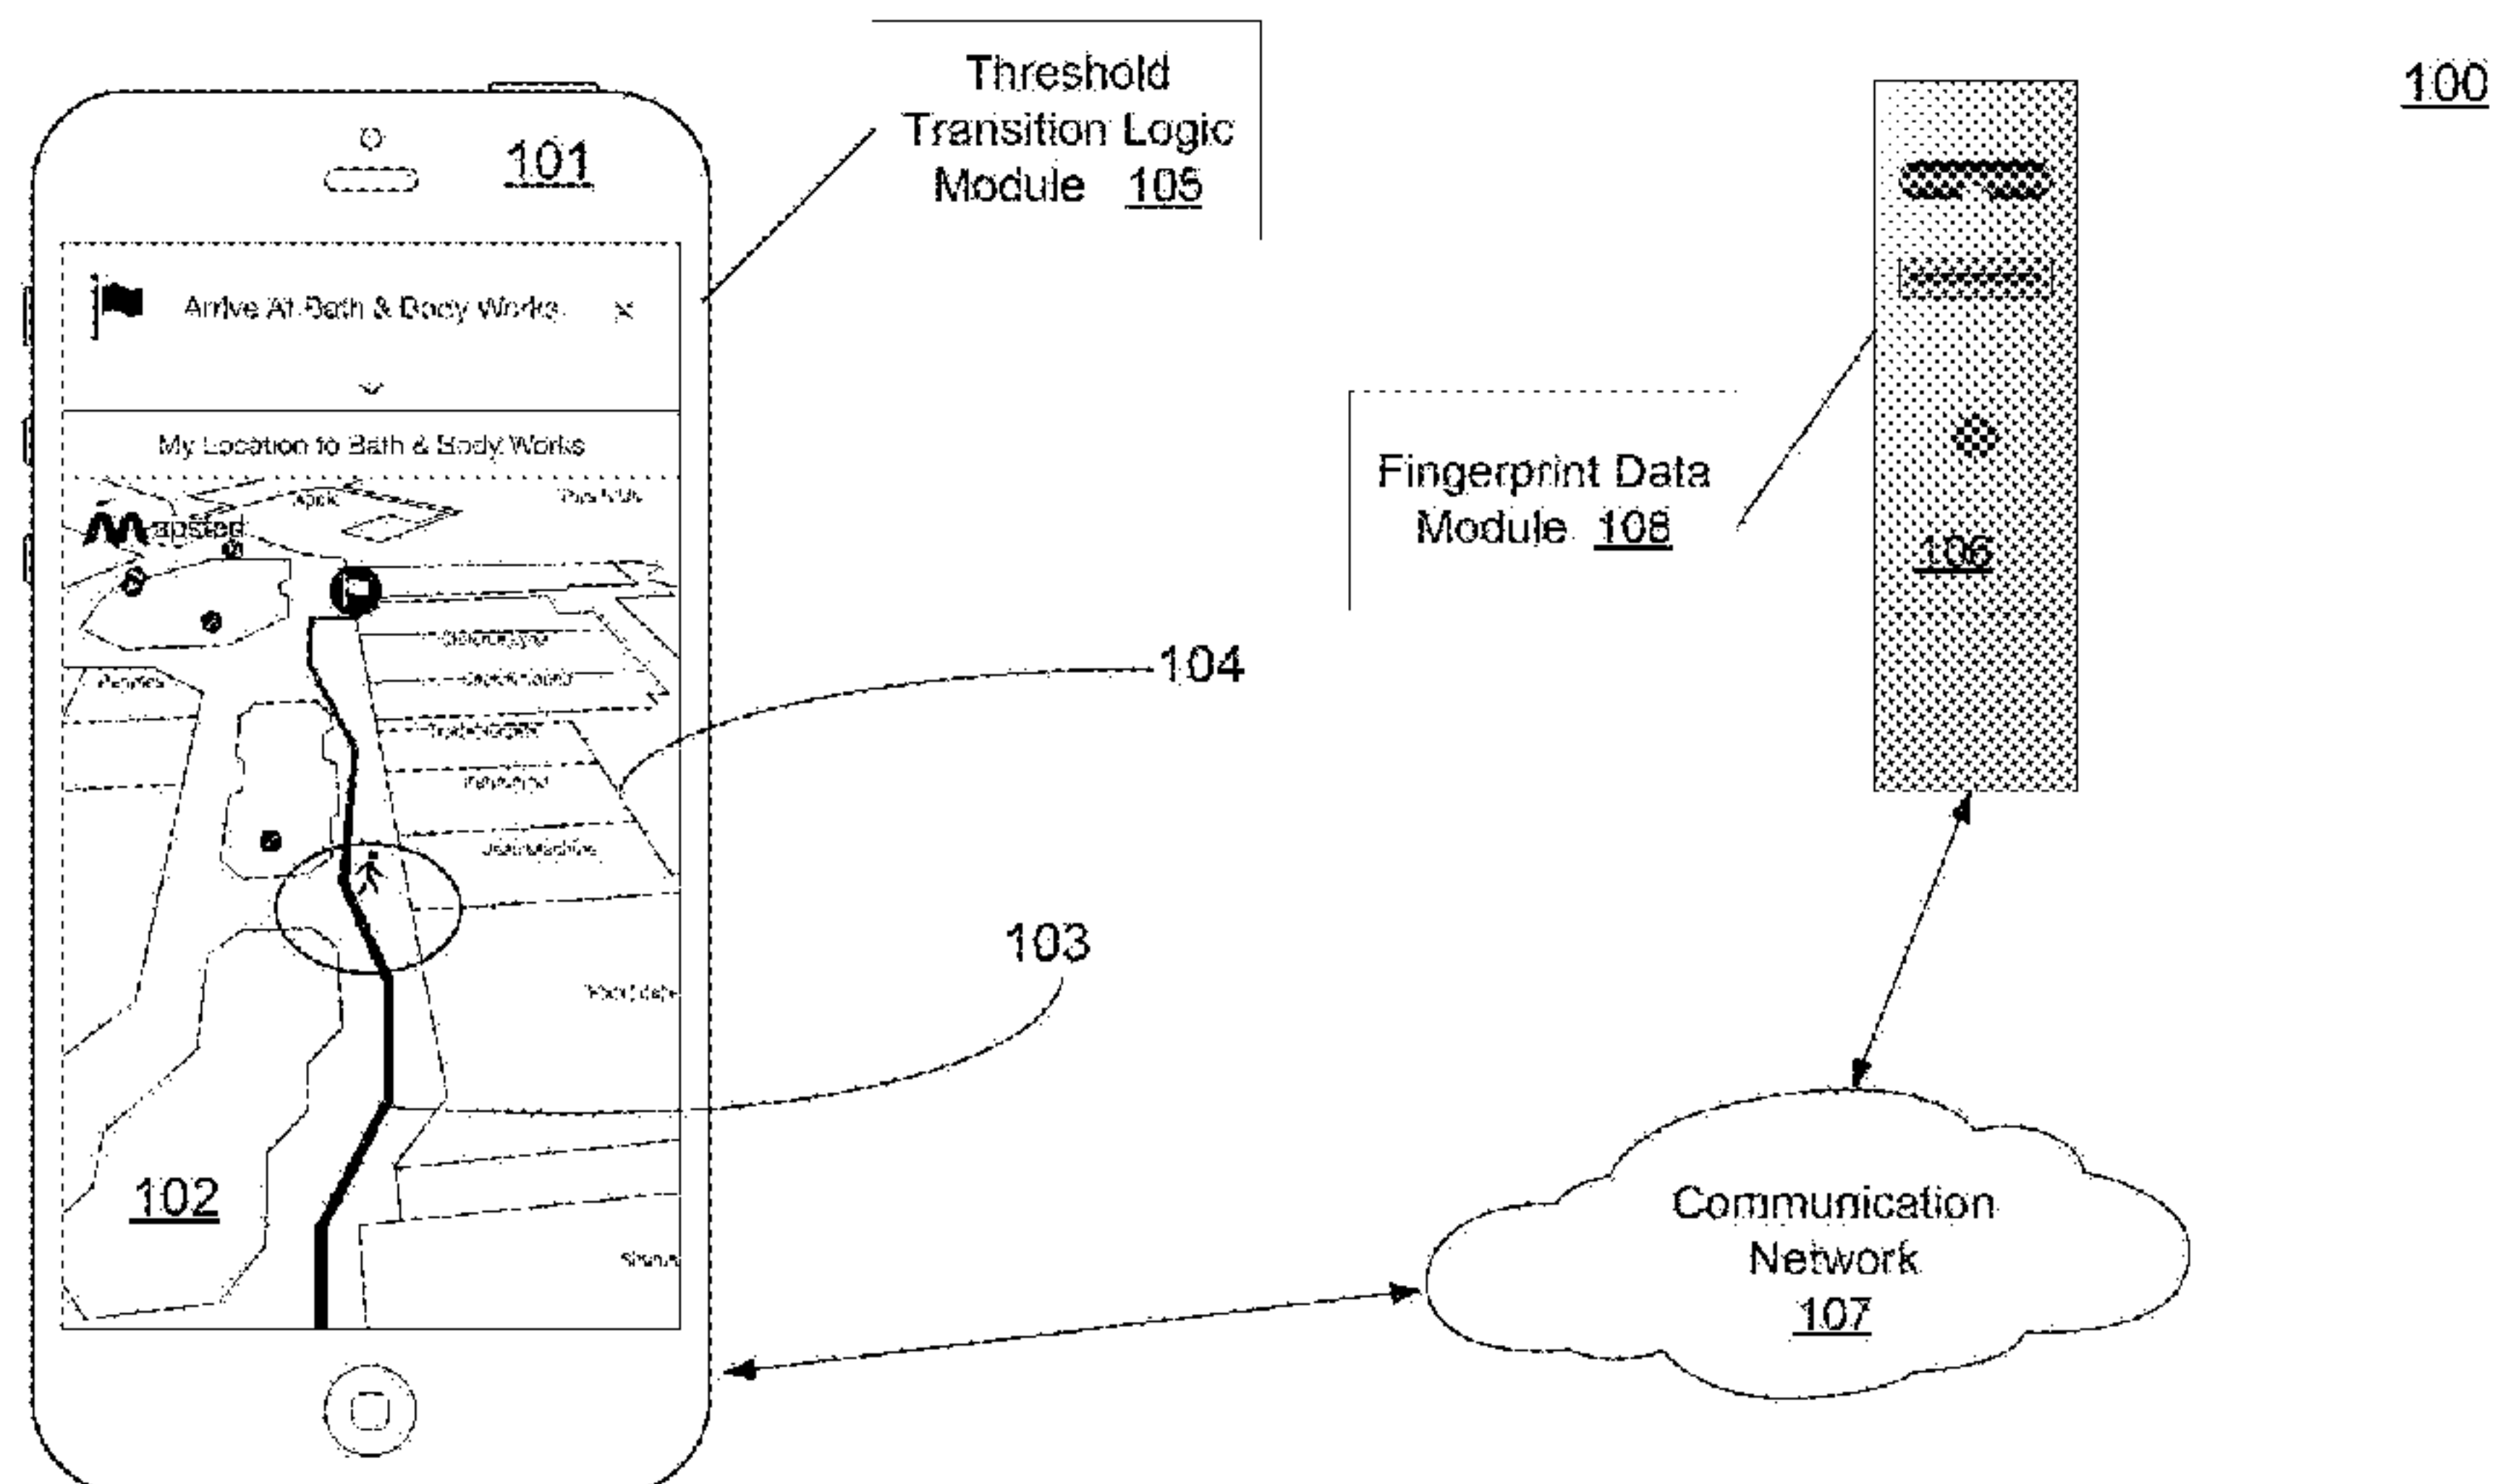 100
Threshold
Transition Logic
Module 105
101
Arrive At Bath & Body Works
My Location to Bath & Body Works
Apple
Mapsted
Fingerprint Data
Module 108
106
104
103
102
Communication
Network
107